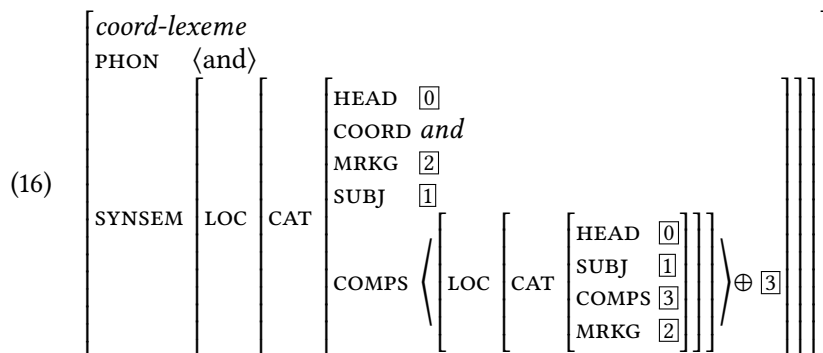 coord-lexeme
PHON ⟨and⟩
HEAD 0
COORD and
MRKG 2
SUBJ 1
(16) SYNSEM LOC CAT
HEAD 0
SUBJ 1
COMPS ⟨ LOC CAT COMPS 3 ⟩ ⊕ 3
MRKG 2